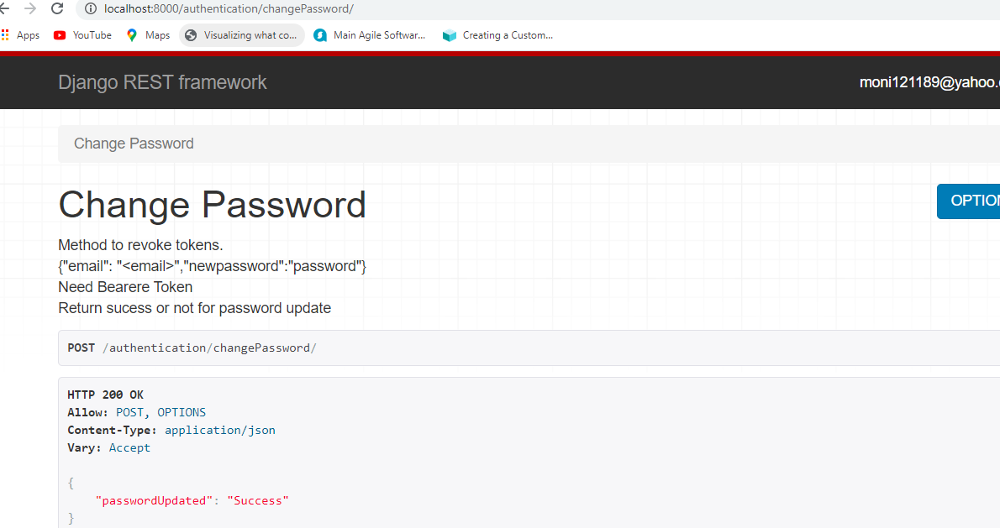 localhost:8000/authentication/changePassword/
Apps YouTube Maps Visualizing what co... Main Agile Softwar... Creating a Custom...
Django REST framework moni121189@yahoo.
Change Password
Change Password OPTION
Method to revoke tokens.
{"email": "<email>","newpassword":"password"}
Need Bearere Token
Return sucess or not for password update
POST /authentication/changePassword/
HTTP 200 OK
Allow: POST, OPTIONS
Content-Type: application/json
Vary: Accept
{
"passwordUpdated": "Success"
}